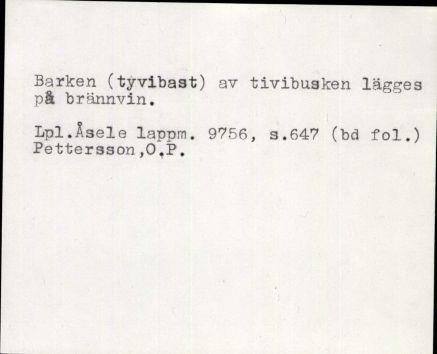 Barken (tyvibast) av tivibusken lägges
på brännvin.
Lpl.Åsele lappm. 9756, s.647 (bd fol.)
Pettersson,O.P.